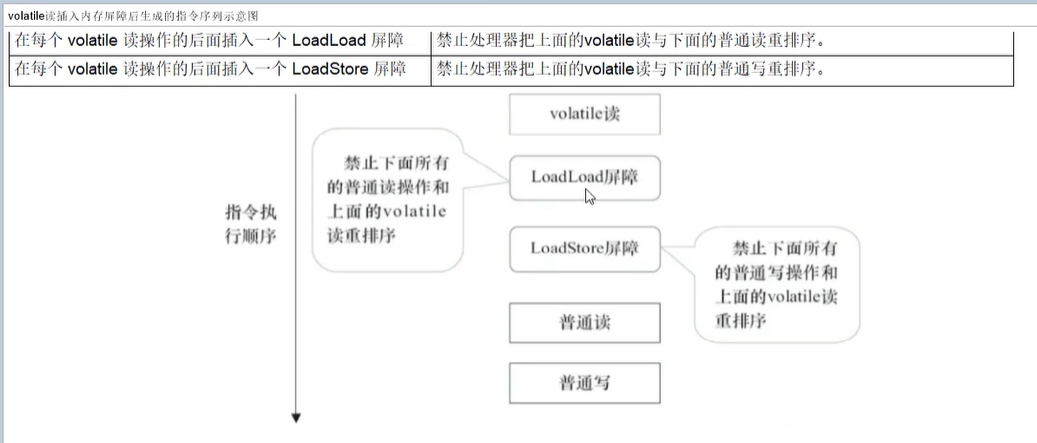 volatile读插入内存屏障后生成的指令序列示意图
在每个 volatile 读操作的后面插入一个 LoadLoad 屏障
禁止处理器把上面的volatile读与下面的普通读重排序。
在每个 volatile 读操作的后面插入一个 LoadStore 屏障
禁止处理器把上面的volatile读与下面的普通写重排序。
volatile读
禁止下面所有
的普通读操作和
上面的volatile
读重排序
LoadLoad屏障
指令执
行顺序
LoadStore屏障
禁止下面所有
的普通写操作和
上面的volatile读
重排序
普通读
普通写